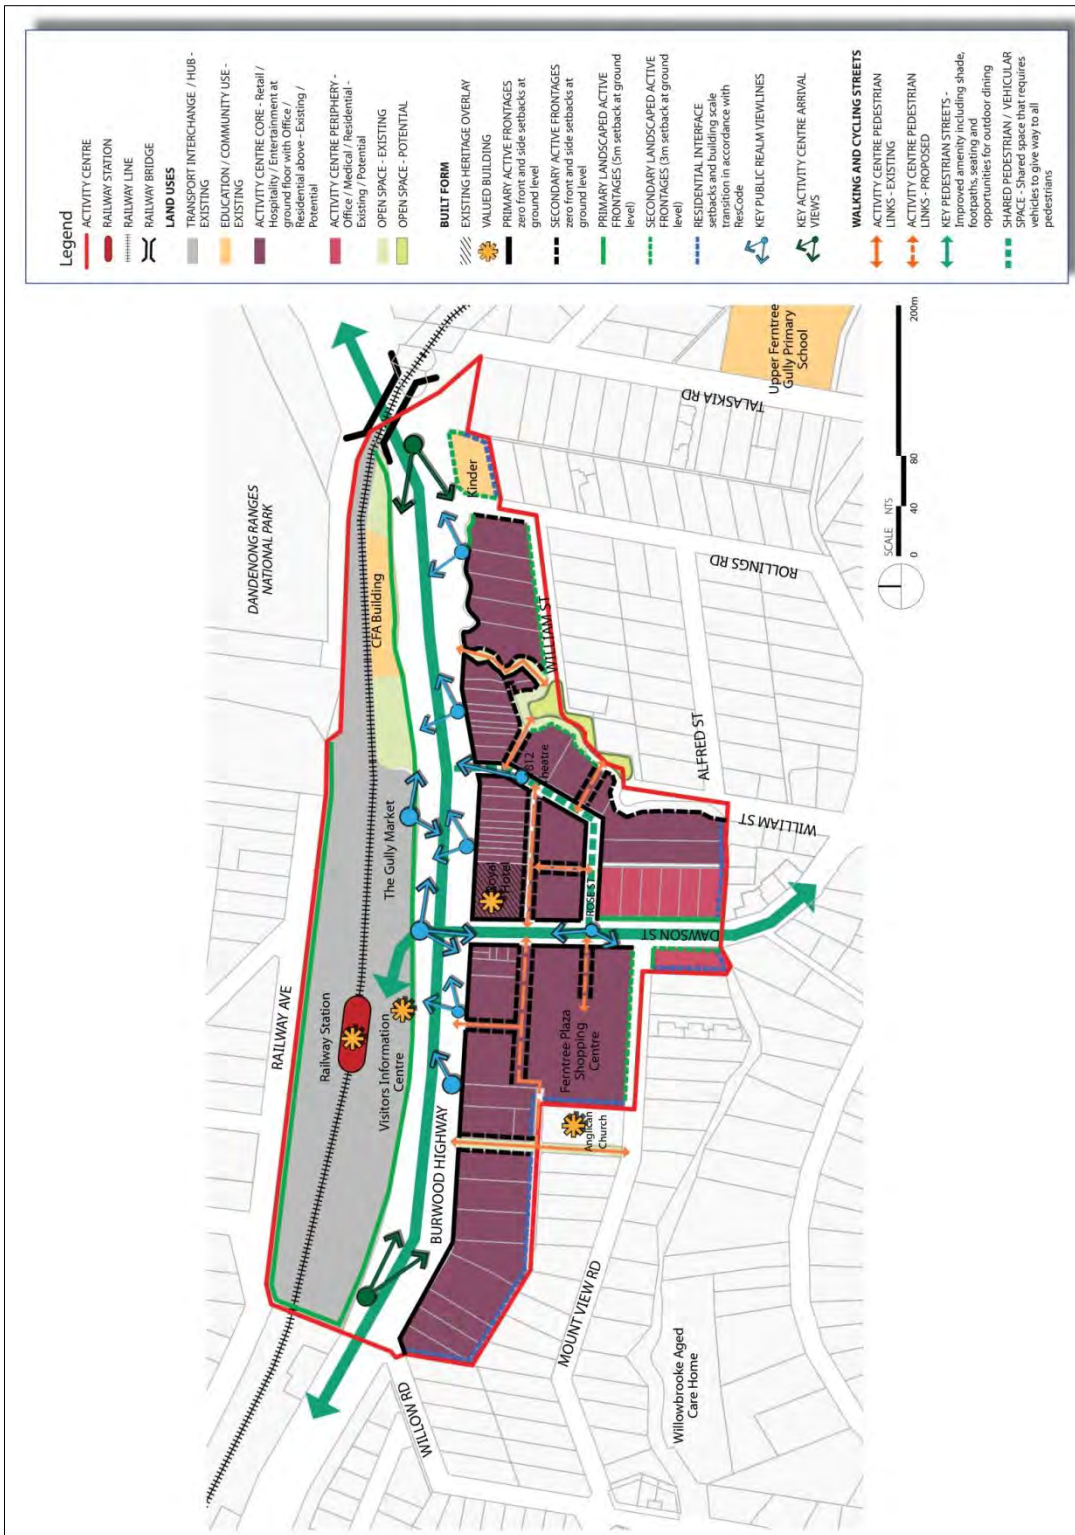 Legend
ACTIVITY CENTRE
RAILWAY STATION
RAILWAY LINE
RAILWAY BRIDGE
LAND USES
TRANSPORT INTERCHANGE / HUB -
EXISTING
EDUCATION / COMMUNITY USE -
EXISTING
ACTIVITY CENTRE CORE - Retail /
Hospitality / Entertainment at
ground floor with Office /
Residential above - Existing /
Potential
ACTIVITY CENTRE PERIPHERY -
Office / Medical / Residential -
Existing / Potential
OPEN SPACE - EXISTING
OPEN SPACE - POTENTIAL
BUILT FORM
EXISTING HERITAGE OVERLAY
VALUED BUILDING
PRIMARY ACTIVE FRONTAGES
zero front and side setbacks at
ground level
SECONDARY ACTIVE FRONTAGES
zero front and side setbacks at
ground level
PRIMARY LANDSCAPED ACTIVE
FRONTAGES (5m setback at ground
level)
SECONDARY LANDSCAPED ACTIVE
FRONTAGES (3m setback at ground
level)
RESIDENTIAL INTERFACE
setbacks and building scale
transition in accordance with
ResCode
KEY PUBLIC REALM VIEWLINES
KEY ACTIVITY CENTRE ARRIVAL
VIEWS
WALKING AND CYCLING STREETS
ACTIVITY CENTRE PEDESTRIAN
LINKS - EXISTING
ACTIVITY CENTRE PEDESTRIAN
LINKS - PROPOSED
KEY PEDESTRIAN STREETS -
Improved amenity including shade,
footpaths, seating and
opportunities for outdoor dining
SHARED PEDESTRIAN / VEHICULAR
SPACE - Shared space that requires
vehicles to give way to all
pedestrians
DANDENONG RANGES
NATIONAL PARK
RAILWAY AVE
Railway Station
Visitors Information
Centre
The Gully Market
CFA Building
BURWOOD HIGHWAY
Kinder
Royal
Hotel
1812
Theatre
WILLIAM ST
ROSE ST
DAWSON ST
Ferntree Plaza
Shopping
Centre
Anglican
Church
WILLOW RD
MOUNT VIEW RD
Willowbrooke Aged
Care Home
WILLIAM ST
ALFRED ST
ROLLINGS RD
TALASKIA RD
Upper Ferntree
Gully Primary
School
SCALE NTS
0 40 80 200m